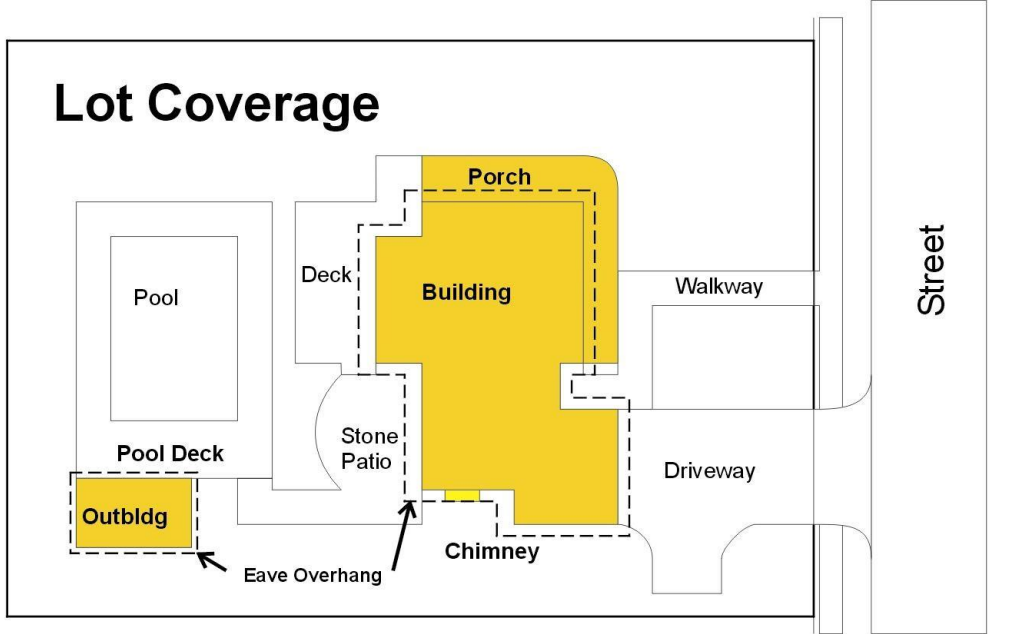 Lot Coverage
Porch
Deck
Building
Walkway
Street
Pool
Stone
Patio
Pool Deck
Driveway
Outbldg
Chimney
Eave Overhang